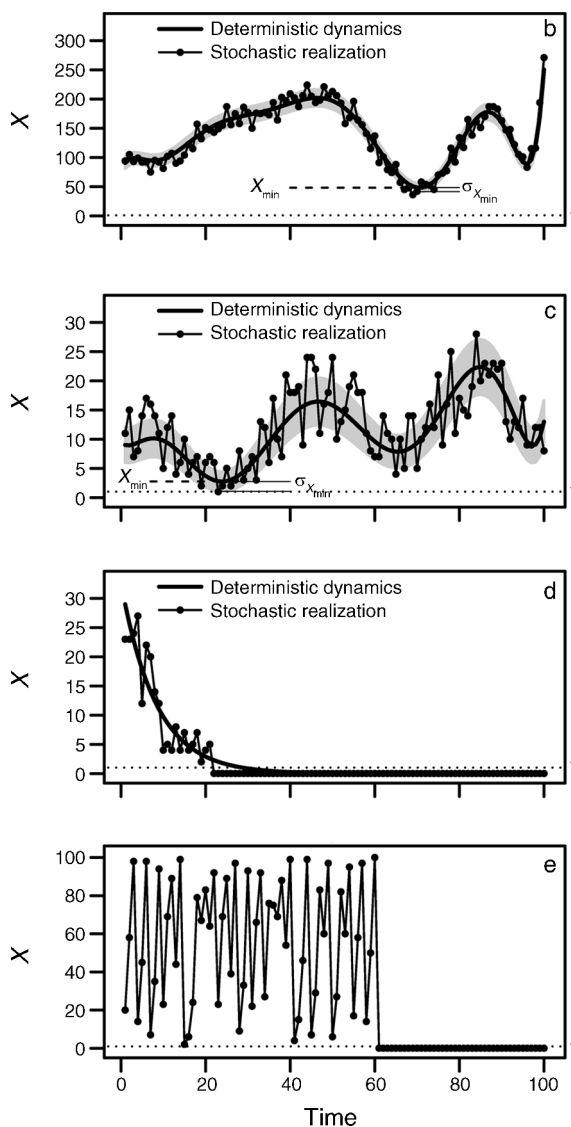 b
Deterministic dynamics
Stochastic realization
300
250
200
150
100
50
0
X
Xmin
σXmin
c
Deterministic dynamics
Stochastic realization
30
25
20
15
10
5
0
X
Xmin
σXmin
d
Deterministic dynamics
Stochastic realization
30
25
20
15
10
5
0
X
e
100
80
60
40
20
0
X
0 20 40 60 80 100
Time